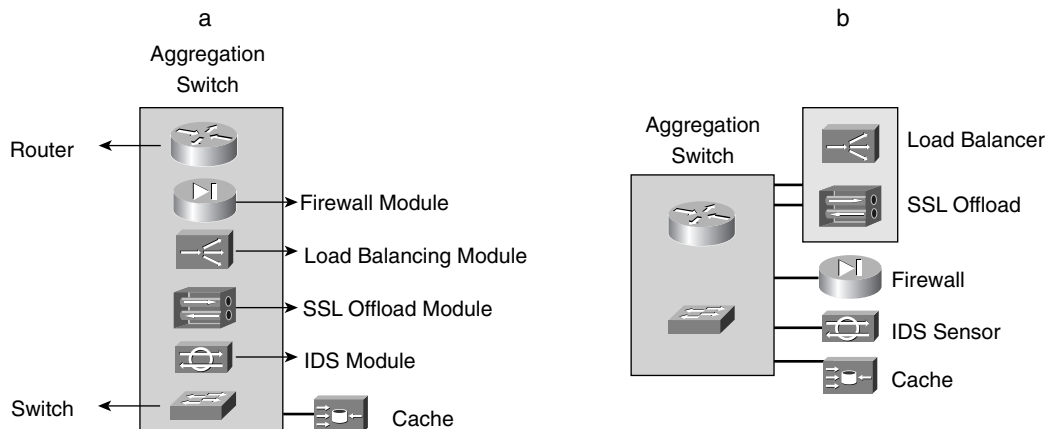 a
Aggregation
Switch
Router
Firewall Module
Load Balancing Module
SSL Offload Module
IDS Module
Switch
Cache
b
Aggregation
Switch
Load Balancer
SSL Offload
Firewall
IDS Sensor
Cache